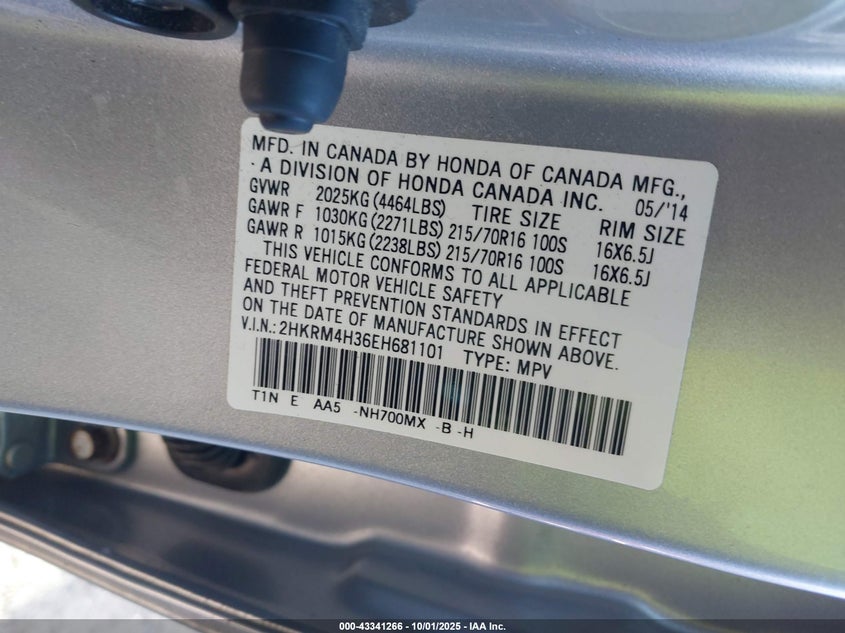 MFD. IN CANADA BY HONDA OF CANADA MFG.,
A DIVISION OF HONDA CANADA INC. 05/'14
GVWR 2025KG(4464LBS) TIRE SIZE RIM SIZE
GAWR F 1030KG(2271LBS) 215/70R16 100S 16X6.5J
GAWR R 1015KG(2238LBS) 215/70R16 100S 16X6.5J
THIS VEHICLE CONFORMS TO ALL APPLICABLE
FEDERAL MOTOR VEHICLE SAFETY
AND THEFT PREVENTION STANDARDS IN EFFECT
ON THE DATE OF MANUFACTURE SHOWN ABOVE.
V.I.N.:2HKRM4H36EH681101 TYPE: MPV
T1N E AA5 -NH700MX -B -H
000-43341266 - 10/01/2025 - IAA Inc.